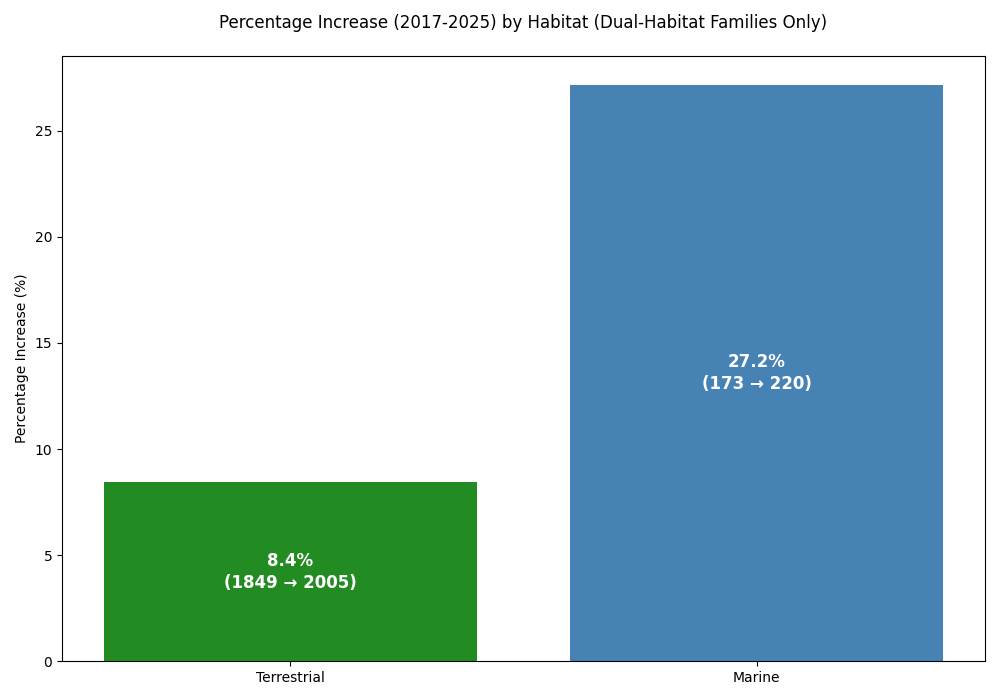 Percentage Increase (2017-2025) by Habitat (Dual-Habitat Families Only)
Percentage Increase (%)
25
20
15
10
5
0
27.2%
(173 → 220)
8.4%
(1849 → 2005)
Terrestrial
Marine